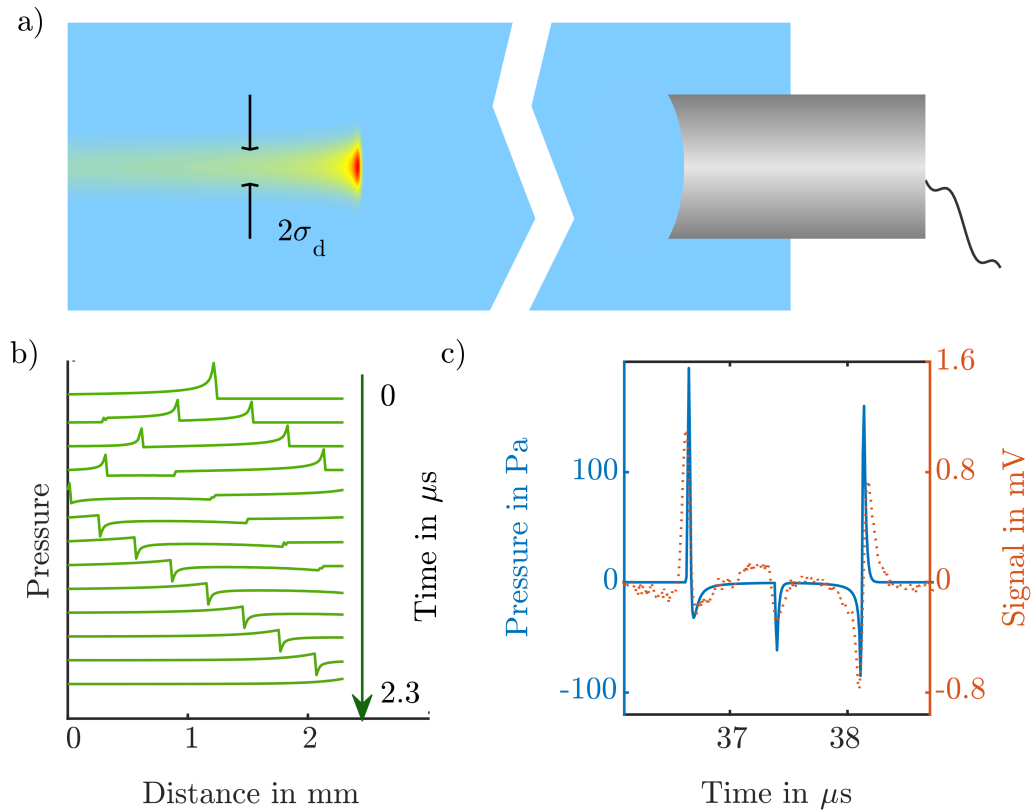 a)
2σd
b)
Pressure
0
2.3
Time in μs
0
1
2
Distance in mm
c)
Pressure in Pa
100
0
-100
1.6
0.8
0
-0.8
Signal in mV
37
38
Time in μs